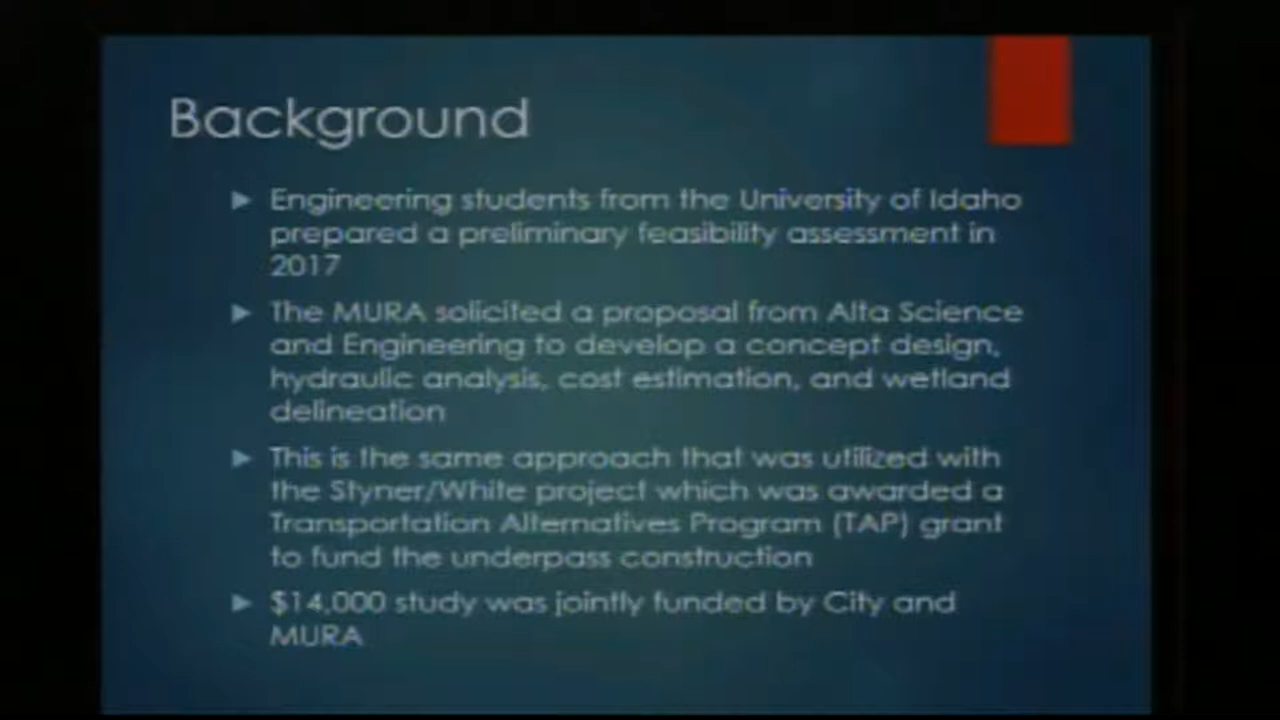 Background
Engineering students from the University of Idaho
prepared a preliminary feasibility assessment in
2017
The MURA solicited a proposal from Alta Science
and Engineering to develop a concept design,
hydraulic analysis, cost estimation, and wetland
delineation
This is the same approach that was utilized with
the Styner/White project which was awarded a
Transportation Alternatives Program (TAP) grant
to fund the underpass construction
$14,000 study was jointly funded by City and
MURA